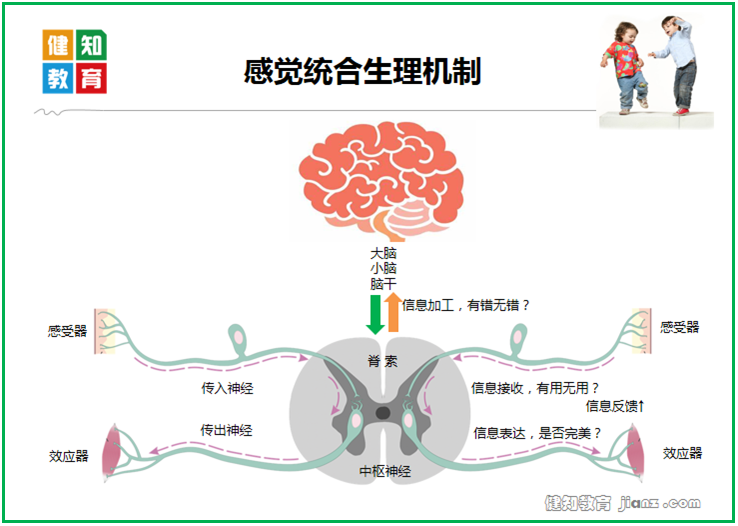 健知
教育
感觉统合生理机制
大脑
小脑
脑干
信息加工，有错无错？
感受器
感受器
脊 索
传入神经
信息接收，有用无用？
信息反馈↑
传出神经
信息表达，是否完美？
效应器
效应器
中枢神经
健知教育 jianz.com